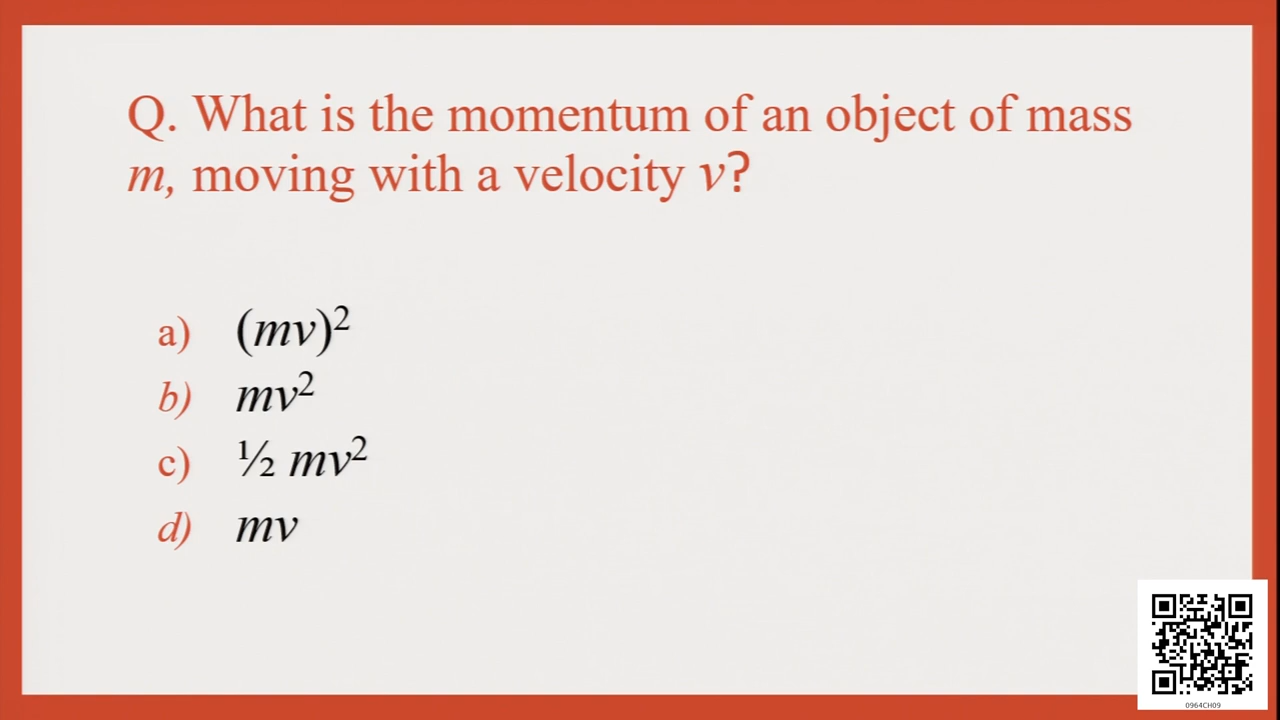 Q. What is the momentum of an object of mass
m, moving with a velocity v?
a) (mv)²
b) mv²
c) ½ mv²
d) mv
0964CH09